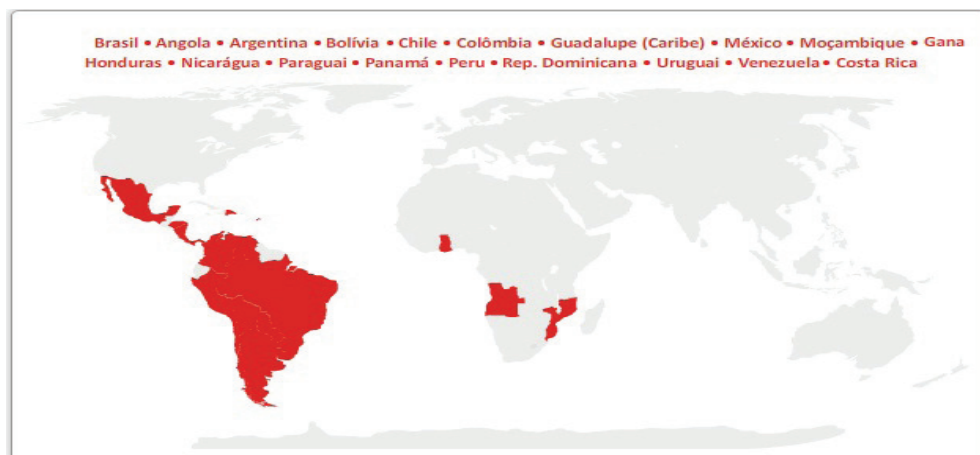 Brasil • Angola • Argentina • Bolívia • Chile • Colômbia • Guadalupe (Caribe) • México • Moçambique • Gana
Honduras • Nicarágua • Paraguai • Panamá • Peru • Rep. Dominicana • Uruguai • Venezuela • Costa Rica